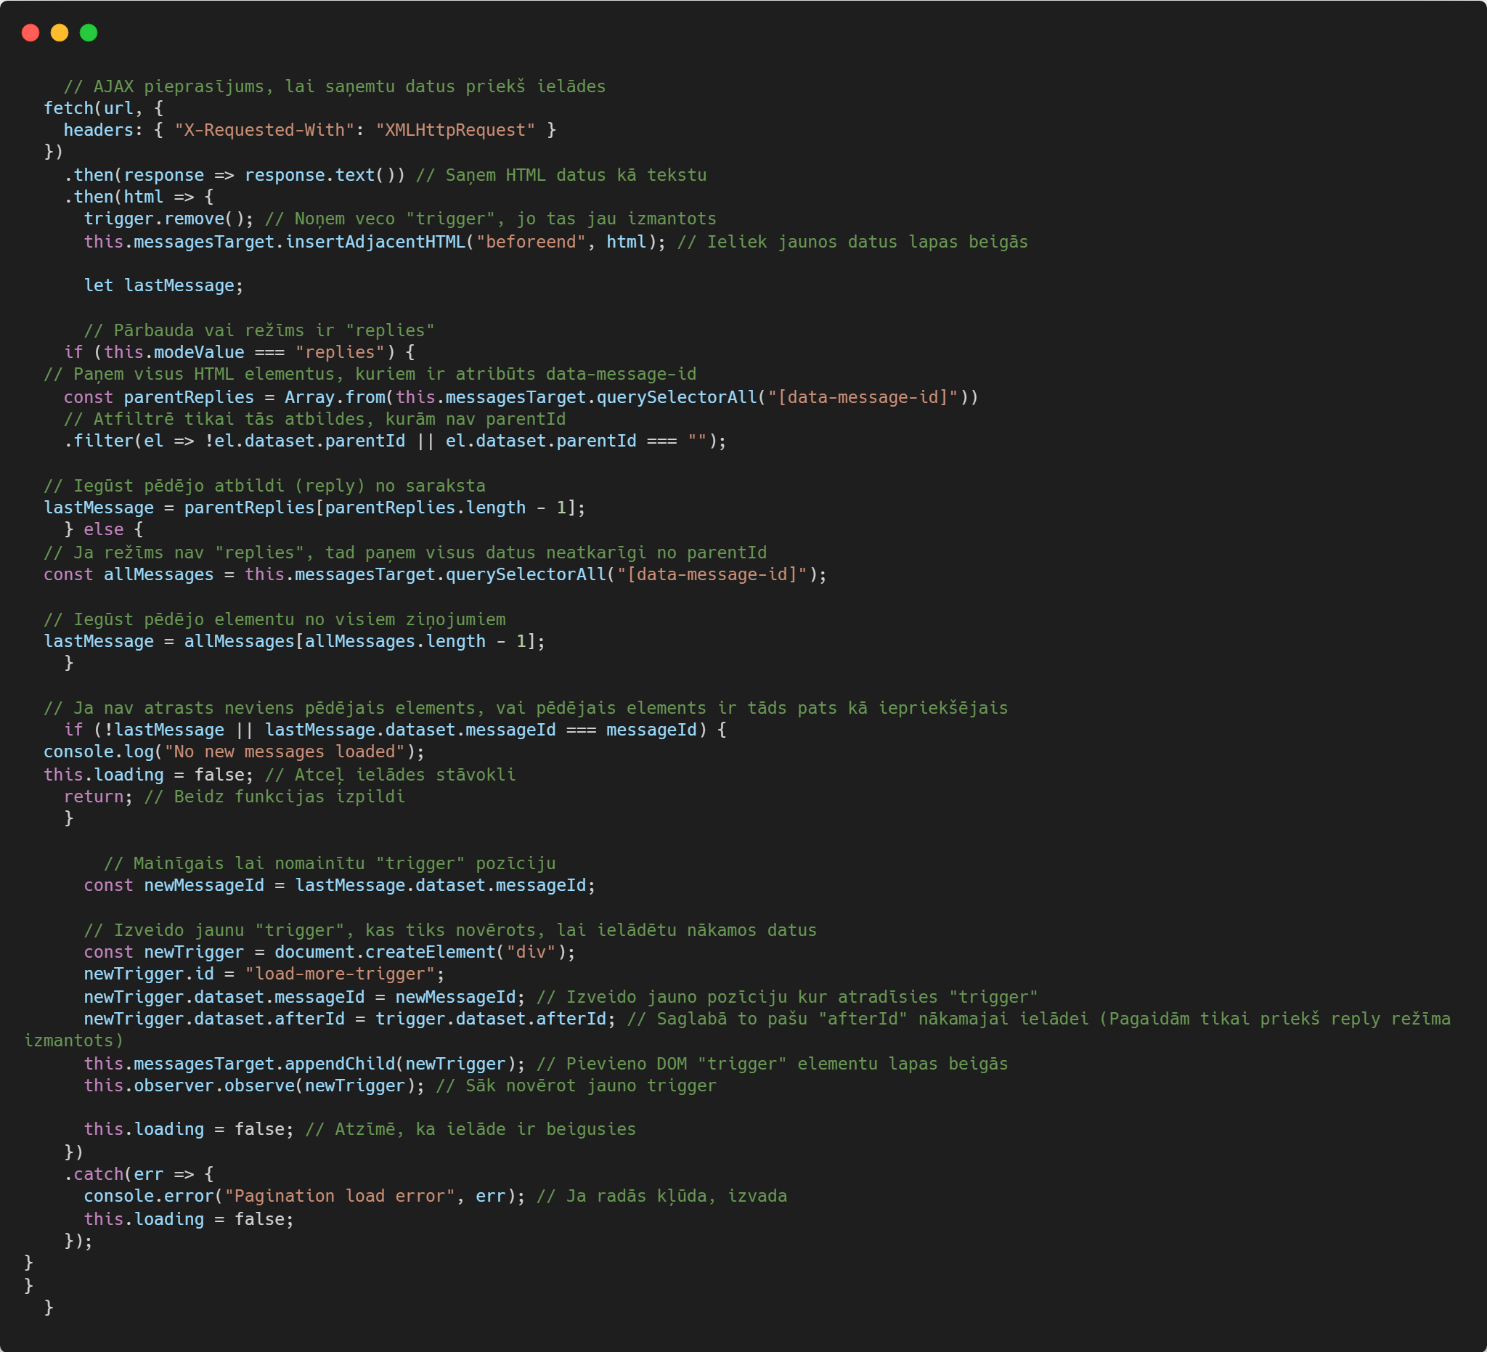 // AJAX pieprasījums, lai saņemtu datus priekš ielādes
fetch(url, {
headers: { "X-Requested-With": "XMLHttpRequest" }
})
.then(response => response.text()) // Saņem HTML datus kā tekstu
.then(html => {
trigger.remove(); // Noņem veco "trigger", jo tas jau izmantots
this.messagesTarget.insertAdjacentHTML("beforeend", html); // Ieliek jaunos datus lapas beigās
let lastMessage;
// Pārbauda vai režīms ir "replies"
if (this.modeValue === "replies") {
// Paņem visus HTML elementus, kuriem ir atribūts data-message-id
const parentReplies = Array.from(this.messagesTarget.querySelectorAll("[data-message-id]"))
// Atfiltrē tikai tās atbildes, kurām nav parentId
.filter(el => !el.dataset.parentId || el.dataset.parentId === "");
// Iegūst pēdējo atbildi (reply) no saraksta
lastMessage = parentReplies[parentReplies.length - 1];
} else {
// Ja režīms nav "replies", tad paņem visus datus neatkarīgi no parentId
const allMessages = this.messagesTarget.querySelectorAll("[data-message-id]");
// Iegūst pēdējo elementu no visiem ziņojumiem
lastMessage = allMessages[allMessages.length - 1];
}
// Ja nav atrasts neviens pēdējais elements, vai pēdējais elements ir tāds pats kā iepriekšējais
if (!lastMessage || lastMessage.dataset.messageId === messageId) {
console.log("No new messages loaded");
this.loading = false; // Atceļ ielādes stāvokli
return; // Beidz funkcijas izpildi
}
// Mainīgais lai nomainītu "trigger" pozīciju
const newMessageId = lastMessage.dataset.messageId;
// Izveido jaunu "trigger", kas tiks novērots, lai ielādētu nākamos datus
const newTrigger = document.createElement("div");
newTrigger.id = "load-more-trigger";
newTrigger.dataset.messageId = newMessageId; // Izveido jauno pozīciju kur atradīsies "trigger"
newTrigger.dataset.afterId = trigger.dataset.afterId; // Saglabā to pašu "afterId" nākamajai ielādei (Pagaidām tikai priekš reply režīma
izmantots)
this.messagesTarget.appendChild(newTrigger); // Pievieno DOM "trigger" elementu lapas beigās
this.observer.observe(newTrigger); // Sāk novērot jauno trigger
this.loading = false; // Atzīmē, ka ielāde ir beigusies
})
.catch(err => {
console.error("Pagination load error", err); // Ja radās kļūda, izvada
this.loading = false;
});
}
}
}